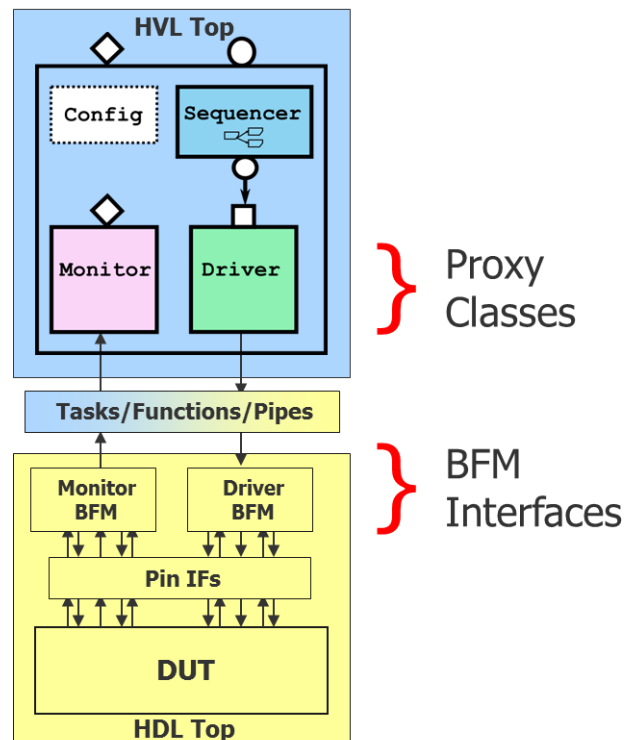 HVL Top
Config
Sequencer
Monitor
Driver
Proxy
Classes
Tasks/Functions/Pipes
Monitor
BFM
Driver
BFM
BFM
Interfaces
Pin IFs
DUT
HDL Top